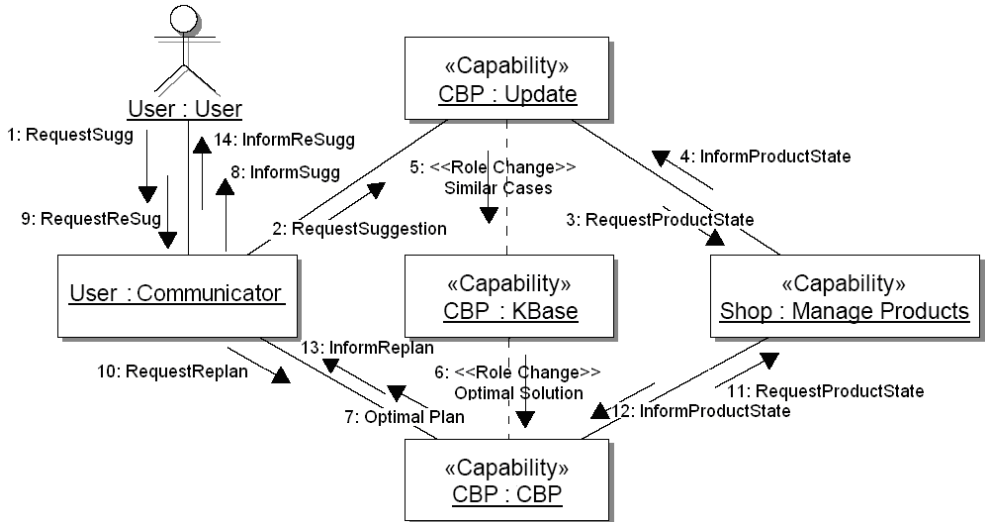 «Capability»
CBP : Update
User : User
1: RequestSugg
14: InformReSugg
8: InformSugg
5: <<Role Change>>
Similar Cases
4: InformProductState
9: RequestReSug
2: RequestSuggestion
3: RequestProductState
User : Communicator
«Capability»
CBP : KBase
«Capability»
Shop : Manage Products
10: RequestReplan
13: InformReplan
6: <<Role Change>>
Optimal Solution
11: RequestProductState
7: Optimal Plan
12: InformProductState
«Capability»
CBP : CBP